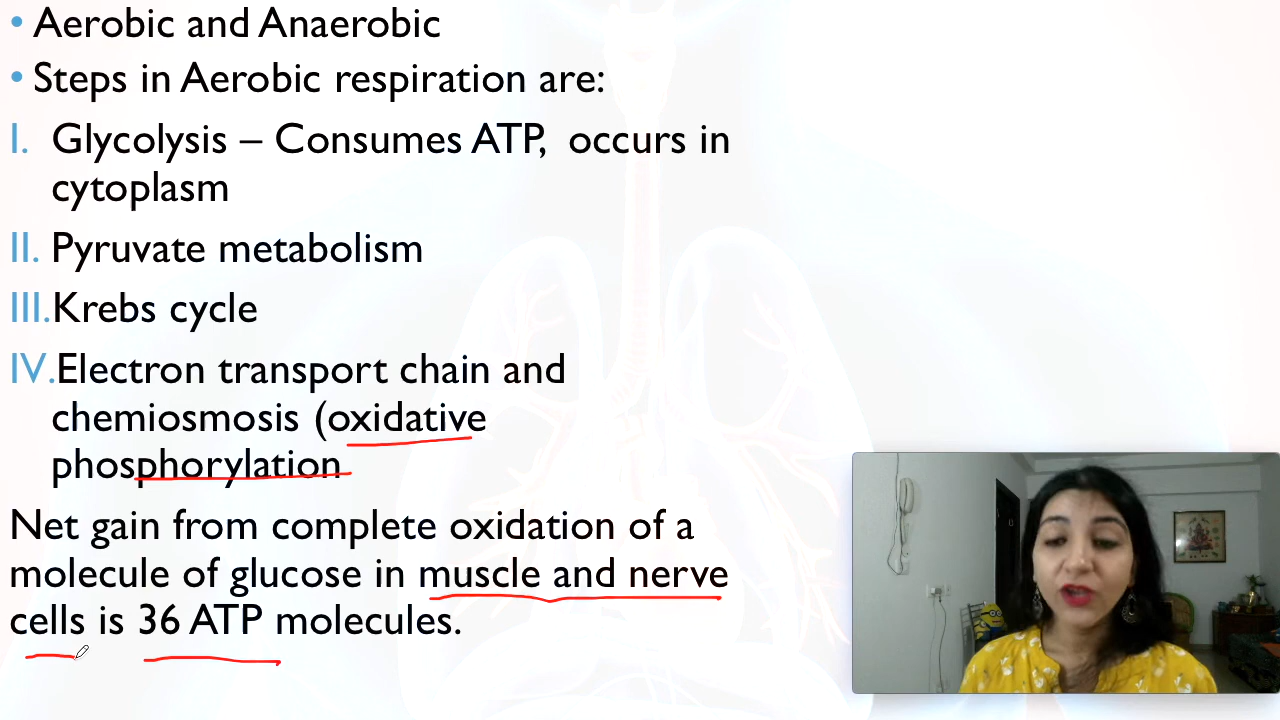 • Aerobic and Anaerobic
• Steps in Aerobic respiration are:
I. Glycolysis – Consumes ATP, occurs in
cytoplasm
II. Pyruvate metabolism
III. Krebs cycle
IV. Electron transport chain and
chemiosmosis (oxidative
phosphorylation
Net gain from complete oxidation of a
molecule of glucose in muscle and nerve
cells is 36 ATP molecules.